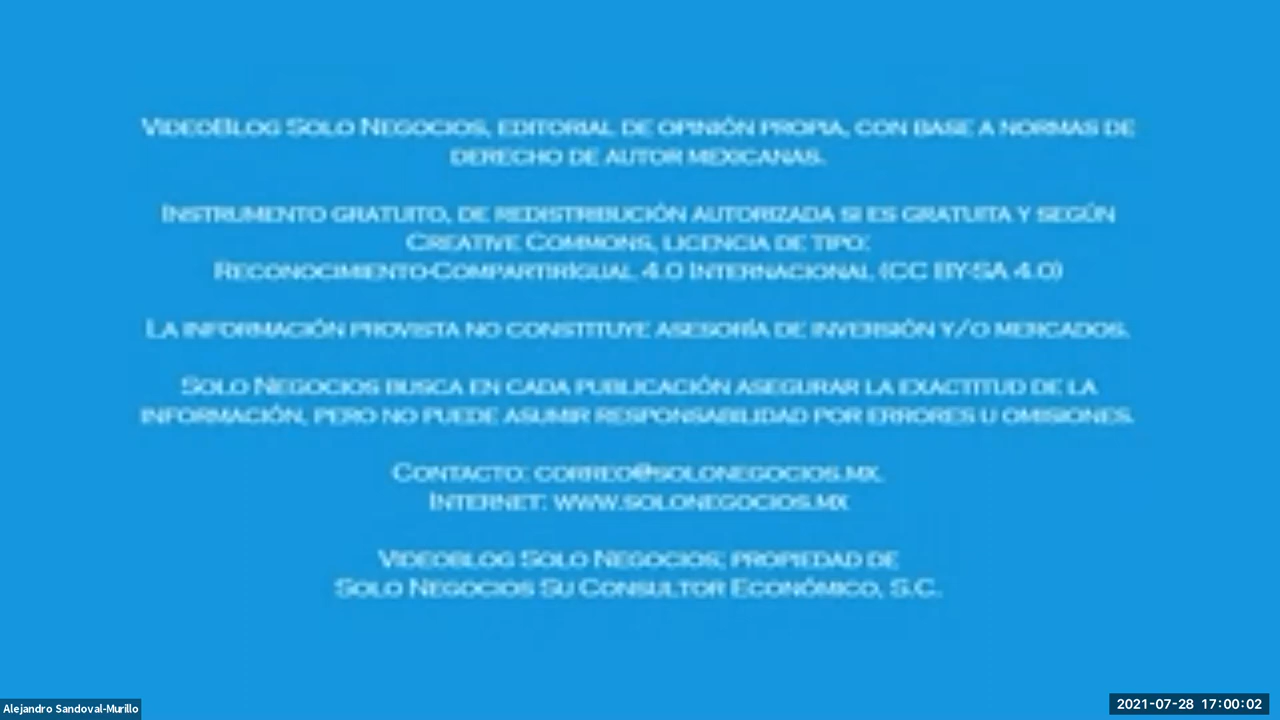 VideoBlog Solo Negocios, editorial de opinión propia, con base a normas de
derecho de autor mexicanas.
Instrumento gratuito, de redistribución autorizada si es gratuita y según
Creative Commons, licencia de tipo:
Reconocimiento-CompartirIgual 4.0 Internacional (CC BY-SA 4.0)
La información provista no constituye asesoría de inversión y/o mercados.
Solo Negocios busca en cada publicación asegurar la exactitud de la
información, pero no puede asumir responsabilidad por errores u omisiones.
Contacto: correo@solonegocios.mx.
Internet: www.solonegocios.mx
Videoblog Solo Negocios; propiedad de
Solo Negocios Su Consultor Económico, S.C.
Alejandro Sandoval-Murillo
2021-07-28 17:00:02